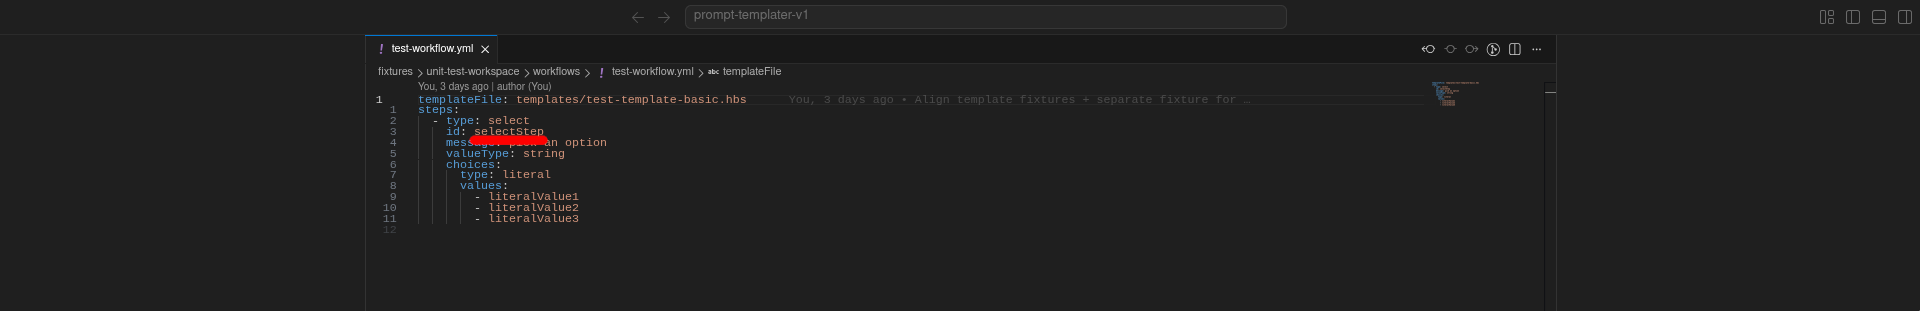 prompt-templater-v1
! test-workflow.yml
fixtures > unit-test-workspace > workflows > ! test-workflow.yml > abc templateFile
You, 3 days ago | author (You)
1 templateFile: templates/test-template-basic.hbs You, 3 days ago • Align template fixtures + separate fixture for …
1 steps:
2 - type: select
3 id: selectStep
4 an option
5 valueType: string
6 choices:
7 type: literal
8 values:
9 - literalValue1
10 - literalValue2
11 - literalValue3
12